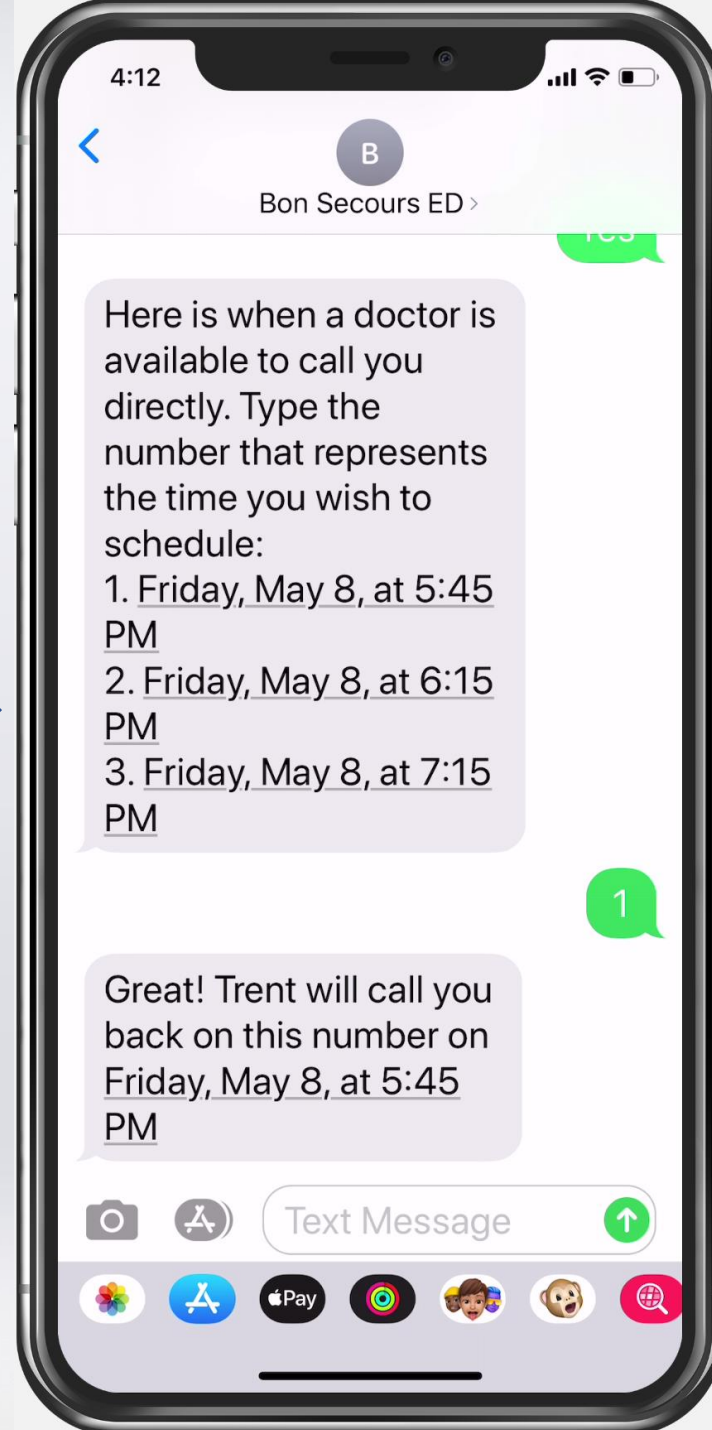 4:12
B
Bon Secours ED >
Yes
Here is when a doctor is
available to call you
directly. Type the
number that represents
the time you wish to
schedule:
1. Friday, May 8, at 5:45
PM
2. Friday, May 8, at 6:15
PM
3. Friday, May 8, at 7:15
PM
1
Great! Trent will call you
back on this number on
Friday, May 8, at 5:45
PM
Text Message
Pay